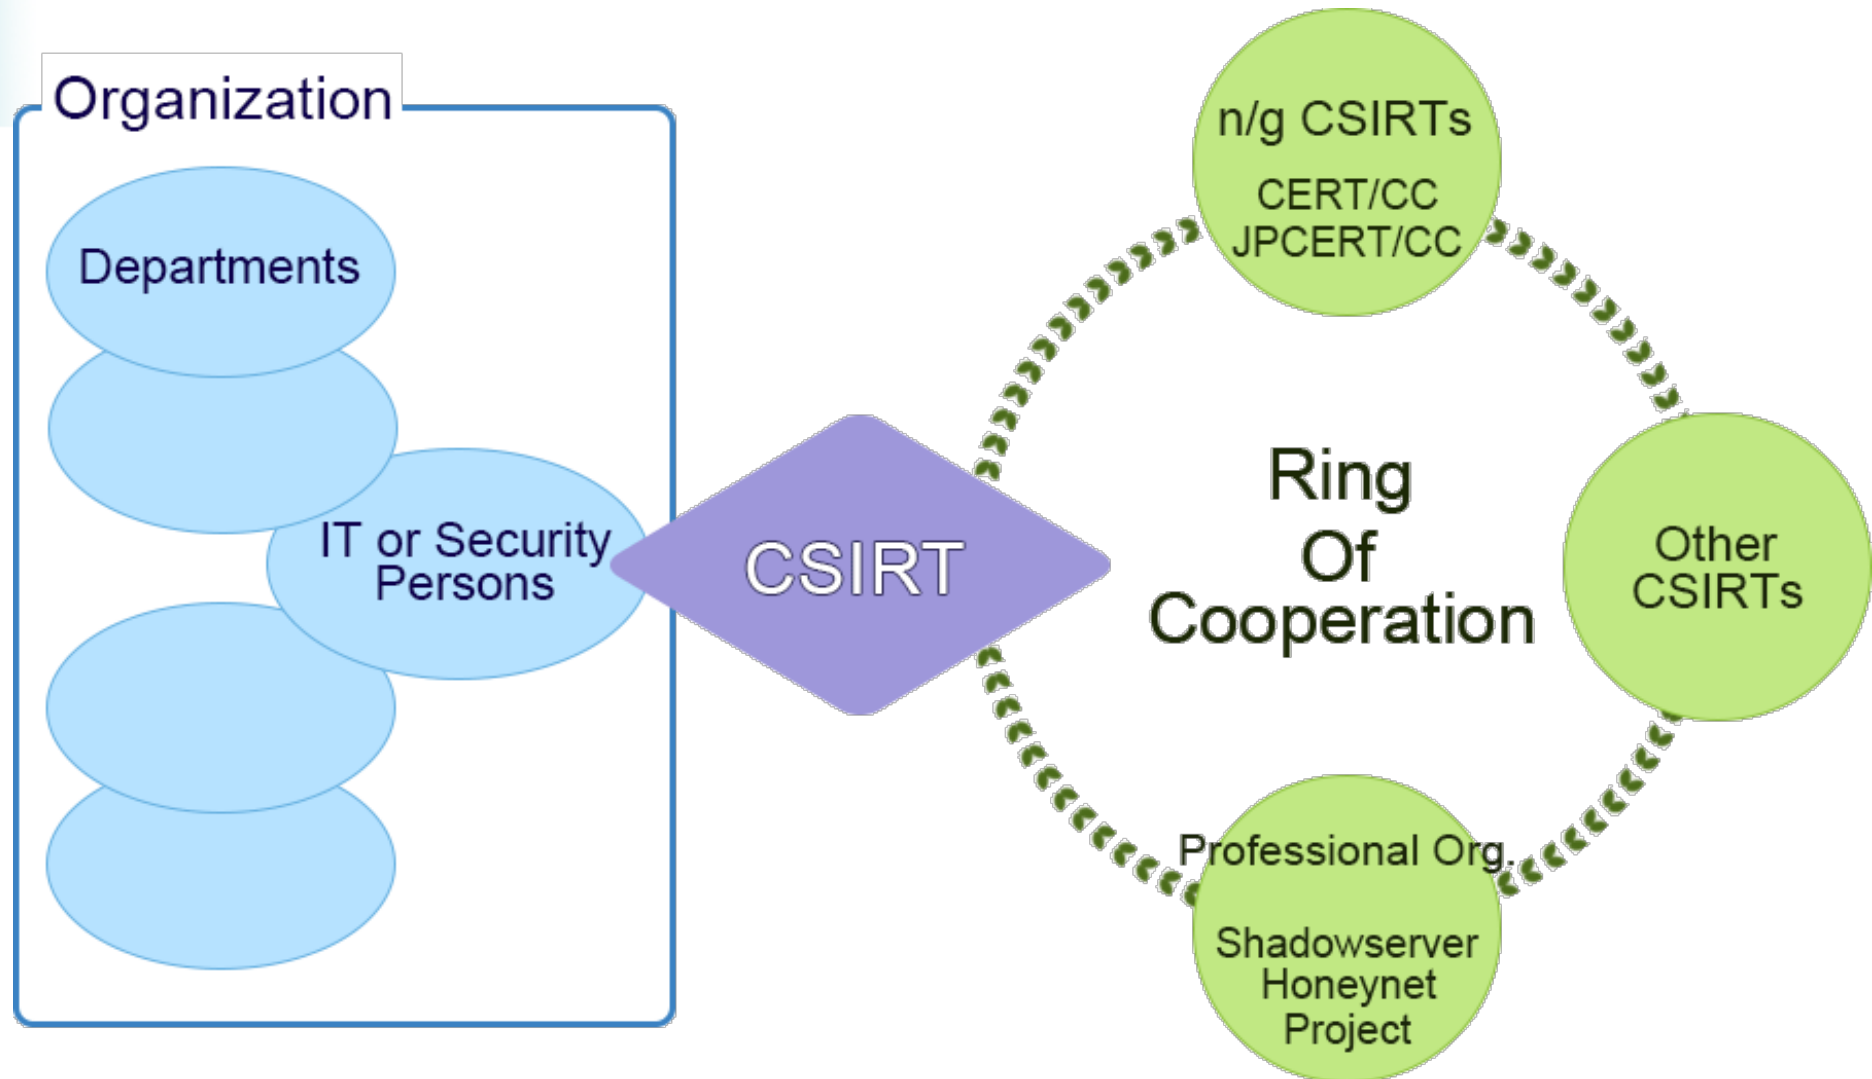 Organization
Departments
IT or Security
Persons
CSIRT
n/g CSIRTs
CERT/CC
JPCERT/CC
Ring
Of
Cooperation
Other
CSIRTs
Professional Org.
Shadowserver
Honeynet
Project